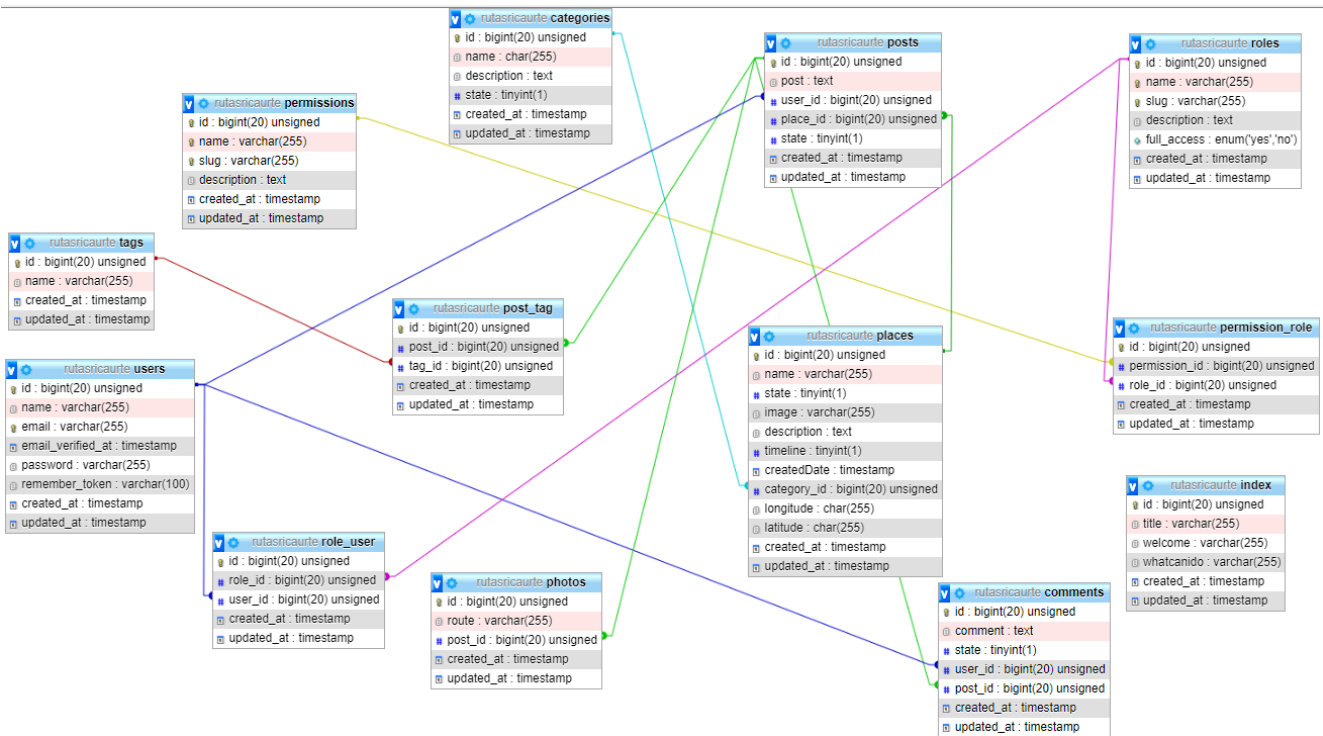 rutasricaurte categories
id : bigint(20) unsigned
name : char(255)
description : text
state : tinyint(1)
created_at : timestamp
updated_at : timestamp
rutasricaurte posts
id : bigint(20) unsigned
post : text
user_id : bigint(20) unsigned
place_id : bigint(20) unsigned
state : tinyint(1)
created_at : timestamp
updated_at : timestamp
rutasricaurte roles
id : bigint(20) unsigned
name : varchar(255)
slug : varchar(255)
description : text
full_access : enum('yes','no')
created_at : timestamp
updated_at : timestamp
rutasricaurte permissions
id : bigint(20) unsigned
name : varchar(255)
slug : varchar(255)
description : text
created_at : timestamp
updated_at : timestamp
rutasricaurte tags
id : bigint(20) unsigned
name : varchar(255)
created_at : timestamp
updated_at : timestamp
rutasricaurte post_tag
id : bigint(20) unsigned
post_id : bigint(20) unsigned
tag_id : bigint(20) unsigned
created_at : timestamp
updated_at : timestamp
rutasricaurte places
id : bigint(20) unsigned
name : varchar(255)
state : tinyint(1)
image : varchar(255)
description : text
timeline : tinyint(1)
createdDate : timestamp
category_id : bigint(20) unsigned
longitude : char(255)
latitude : char(255)
created_at : timestamp
updated_at : timestamp
rutasricaurte permission_role
id : bigint(20) unsigned
permission_id : bigint(20) unsigned
role_id : bigint(20) unsigned
created_at : timestamp
updated_at : timestamp
rutasricaurte users
id : bigint(20) unsigned
name : varchar(255)
email : varchar(255)
email_verified_at : timestamp
password : varchar(255)
remember_token : varchar(100)
created_at : timestamp
updated_at : timestamp
rutasricaurte index
id : bigint(20) unsigned
title : varchar(255)
welcome : varchar(255)
whatcanido : varchar(255)
created_at : timestamp
updated_at : timestamp
rutasricaurte role_user
id : bigint(20) unsigned
role_id : bigint(20) unsigned
user_id : bigint(20) unsigned
created_at : timestamp
updated_at : timestamp
rutasricaurte photos
id : bigint(20) unsigned
route : varchar(255)
post_id : bigint(20) unsigned
created_at : timestamp
updated_at : timestamp
rutasricaurte comments
id : bigint(20) unsigned
comment : text
state : tinyint(1)
user_id : bigint(20) unsigned
post_id : bigint(20) unsigned
created_at : timestamp
updated_at : timestamp